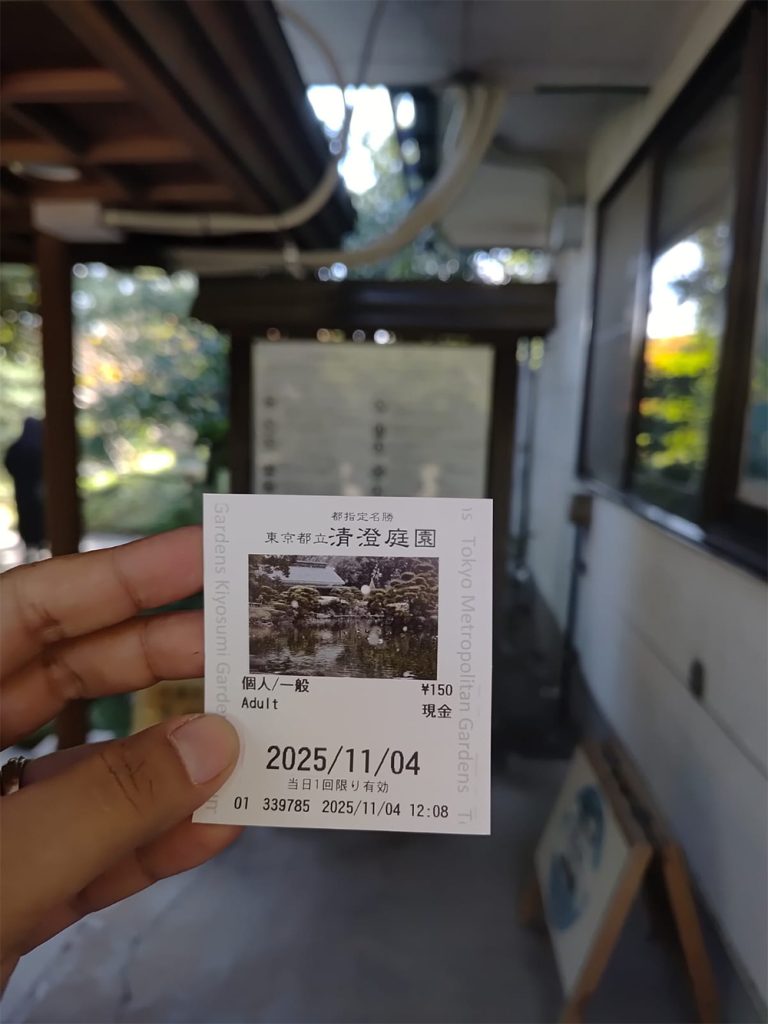 都指定名勝
東京都立清澄庭園
個人/一般 ¥150
Adult 現金
2025/11/04
当日1回限り有効
01 339785 2025/11/04 12:08
Gardens Kiyosumi Garde
Tokyo Metropolitan Gardens